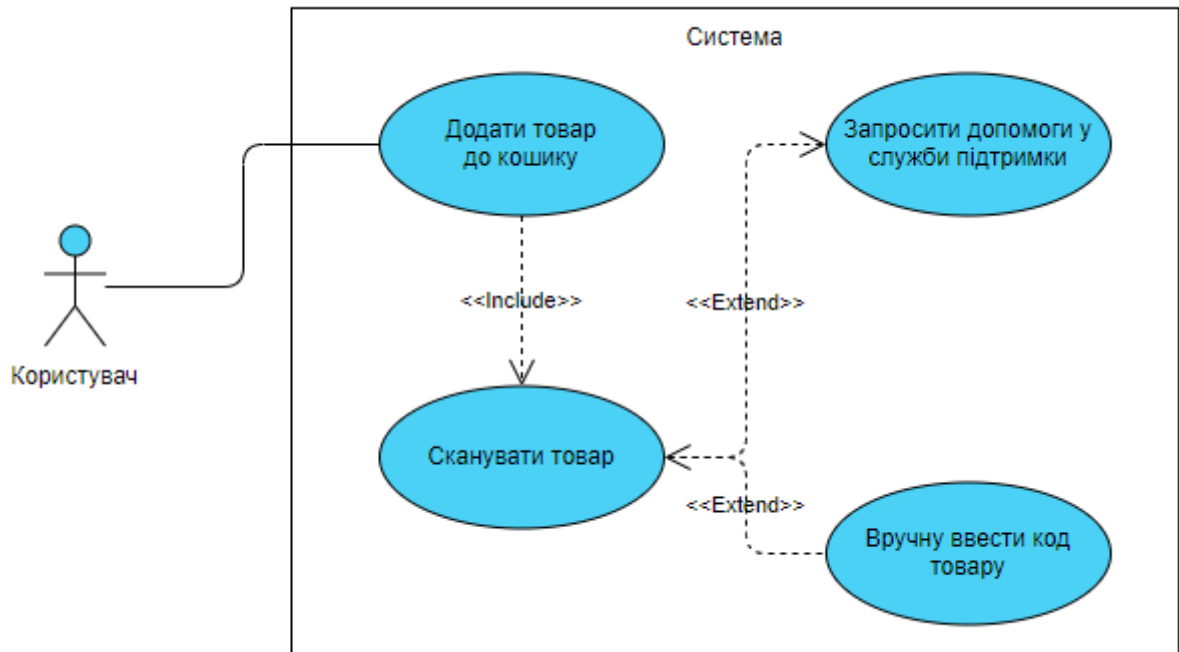 Система
Додати товар
до кошику
Запросити допомоги у
служби підтримки
<<Include>>
<<Extend>>
Користувач
Сканувати товар
<<Extend>>
Вручну ввести код
товару